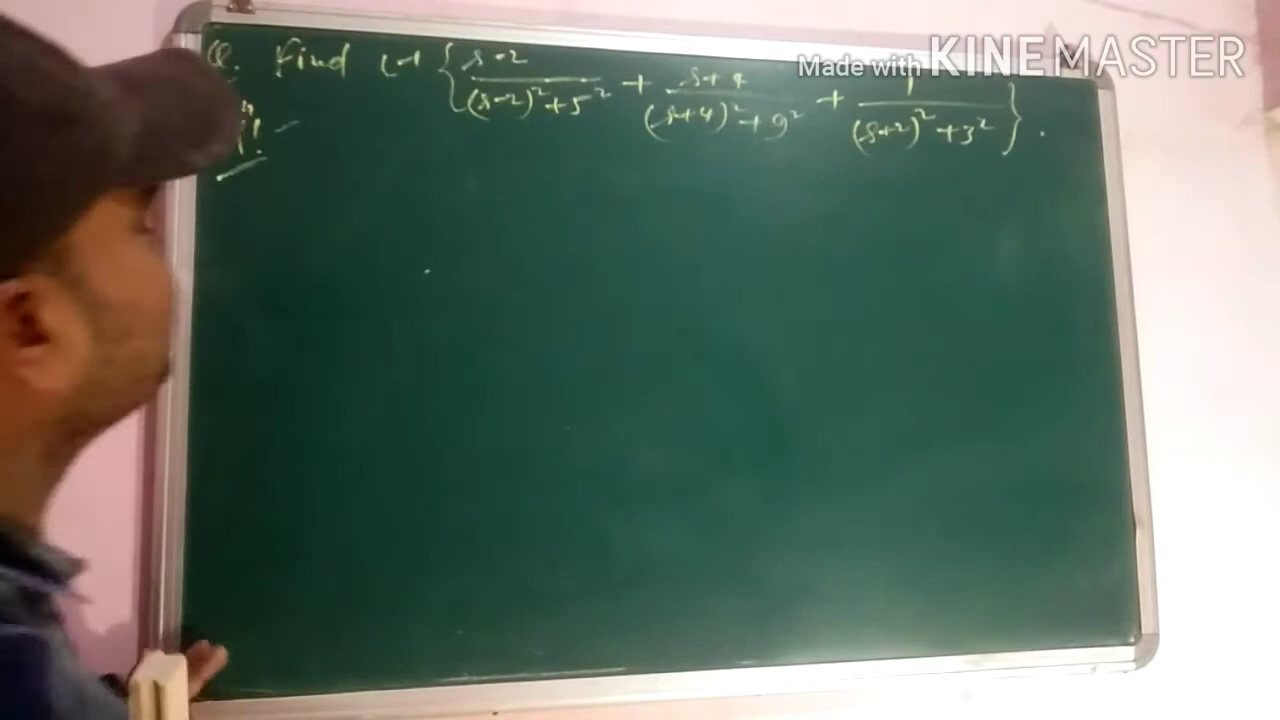 Made with KINEMASTER
Q. Find L-1 { s-2 / (s-2)² + 5² + s+4 / (s+4)² + 9² + 1 / (s+2)² + 3² } .